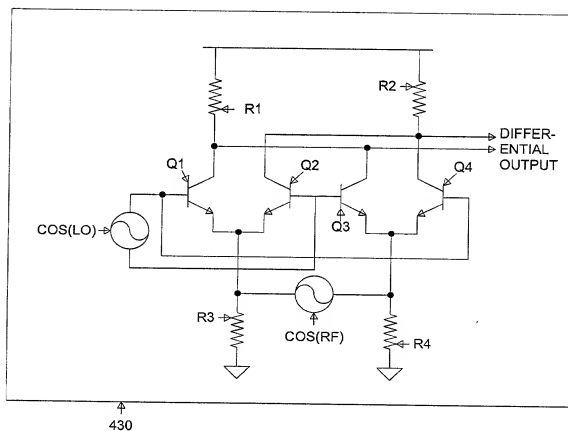 R1
R2
DIFFER-
ENTIAL
OUTPUT
Q1
Q2
Q4
Q3
COS(LO)
R3
COS(RF)
R4
430